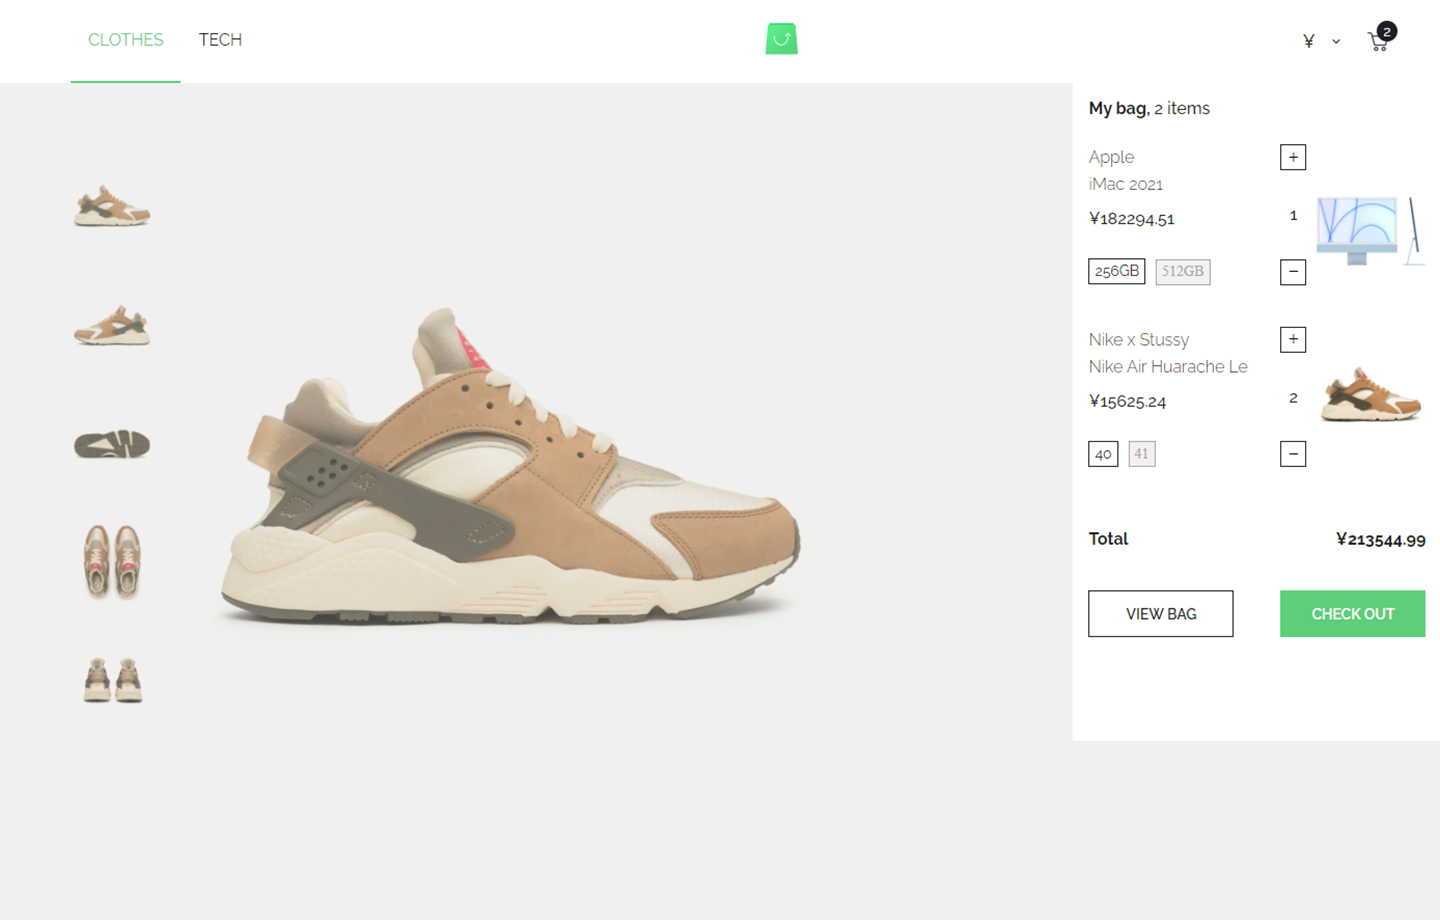 CLOTHES TECH
¥ 2
My bag, 2 items
Apple
iMac 2021
¥182294.51
256GB 512GB
+
1
−
Nike x Stussy
Nike Air Huarache Le
¥15625.24
40 41
+
2
−
Total ¥213544.99
VIEW BAG CHECK OUT